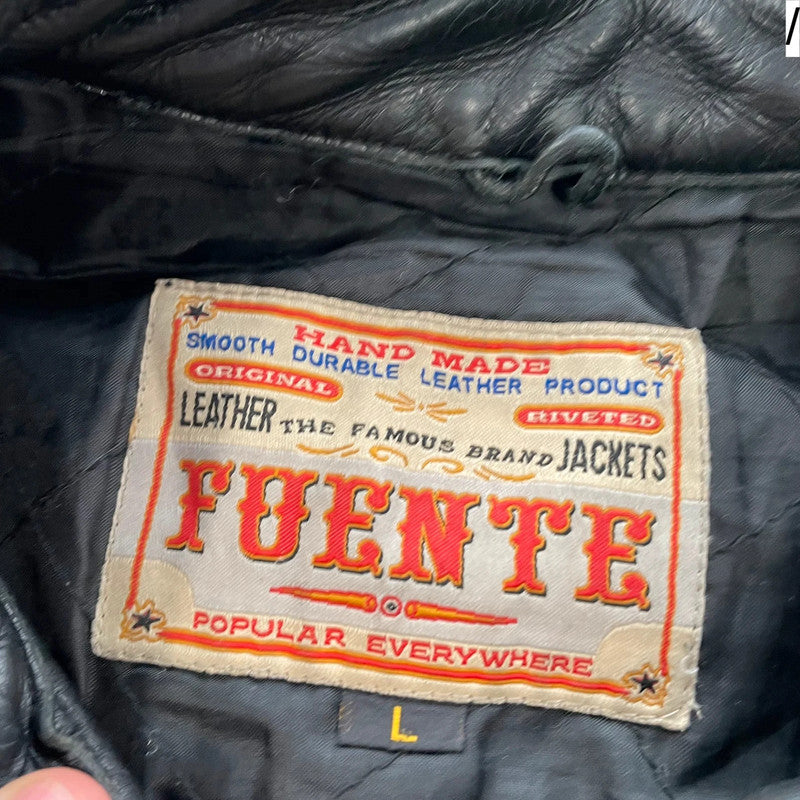 HAND MADE
SMOOTH DURABLE LEATHER PRODUCT
ORIGINAL
RIVETED
LEATHER THE FAMOUS BRAND JACKETS
FUENTE
POPULAR EVERYWHERE
L
/